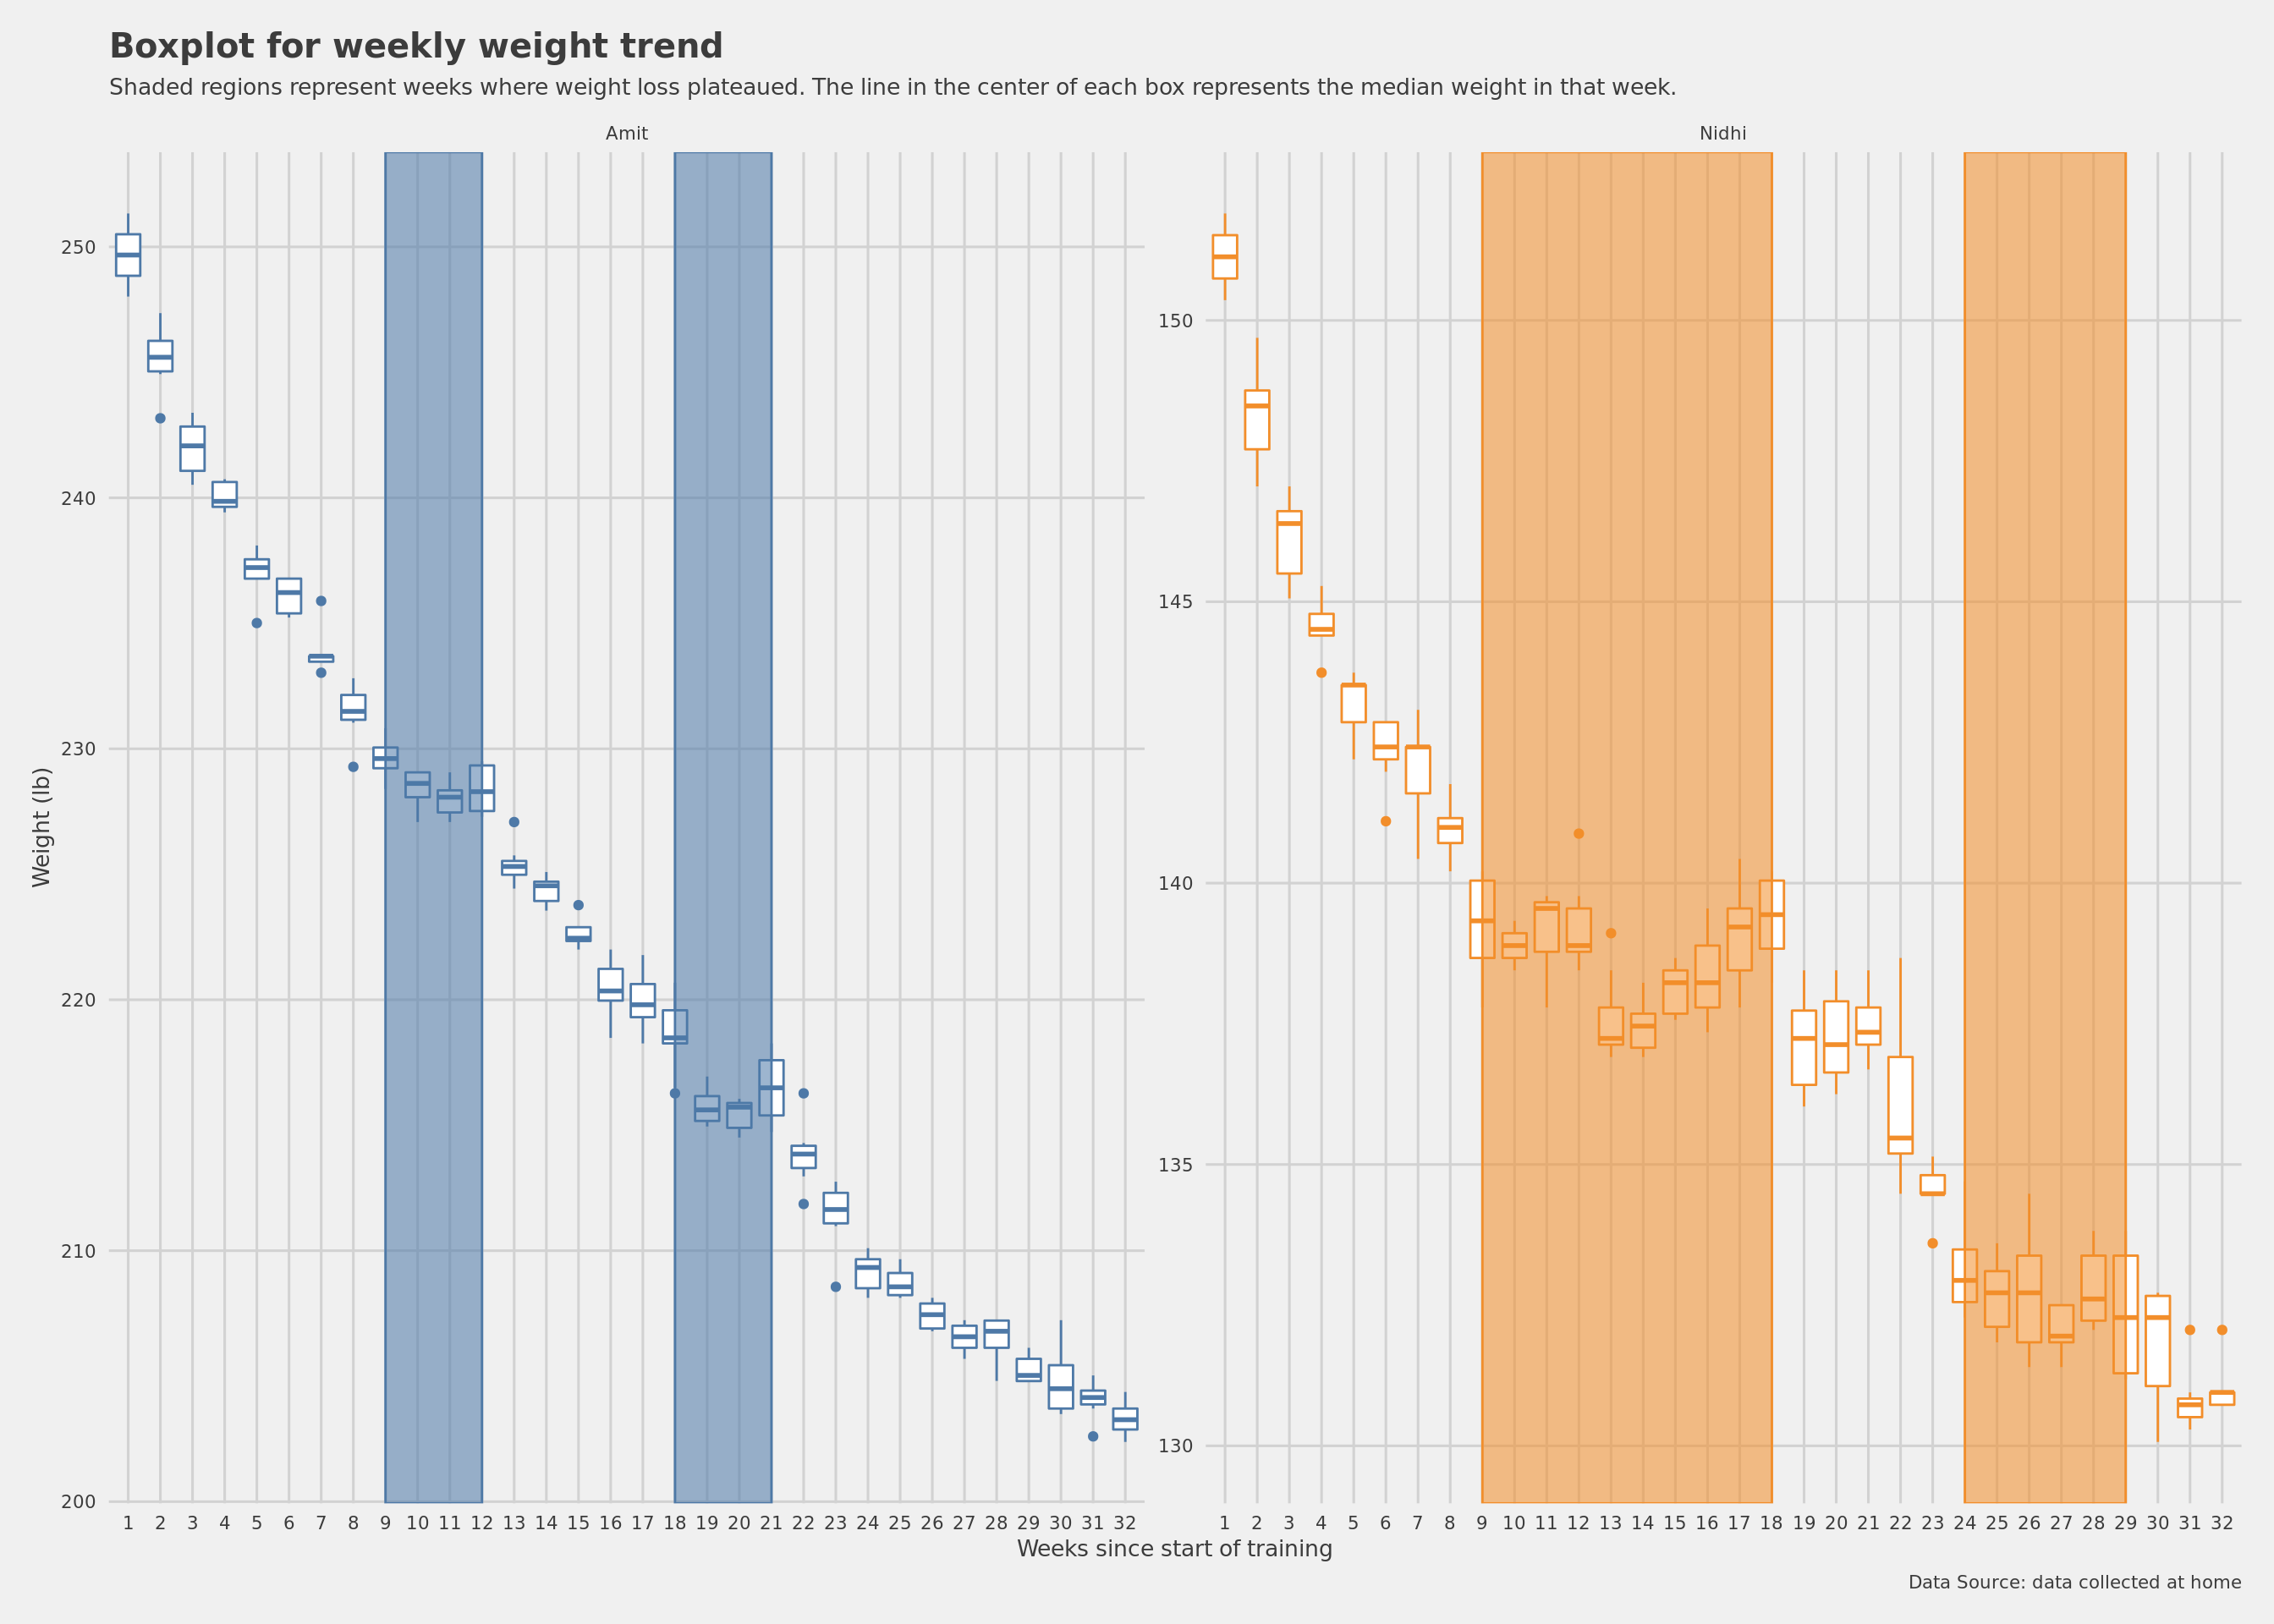 Boxplot for weekly weight trend
Shaded regions represent weeks where weight loss plateaued. The line in the center of each box represents the median weight in that week.
Amit
Nidhi
Weight (lb)
250
240
230
220
210
200
150
145
140
135
130
1 2 3 4 5 6 7 8 9 10 11 12 13 14 15 16 17 18 19 20 21 22 23 24 25 26 27 28 29 30 31 32
1 2 3 4 5 6 7 8 9 10 11 12 13 14 15 16 17 18 19 20 21 22 23 24 25 26 27 28 29 30 31 32
Weeks since start of training
Data Source: data collected at home